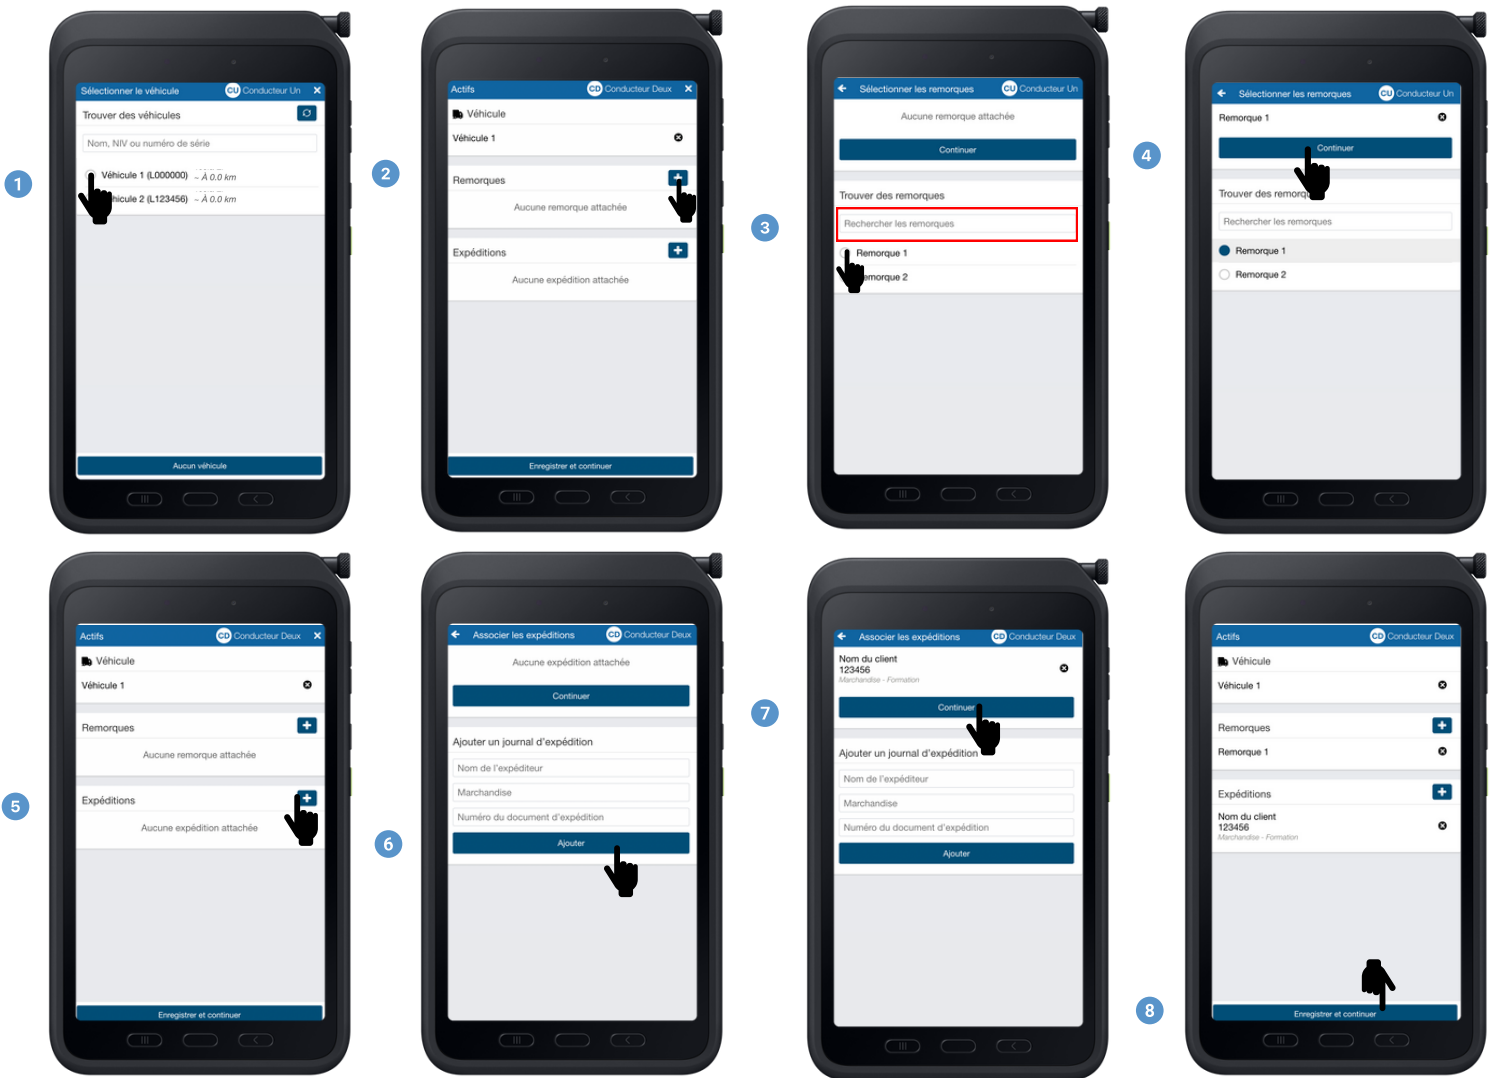 1
Sélectionner le véhicule CU Conducteur Un ×
Trouver des véhicules
Nom, NIV ou numéro de série
Véhicule 1 (L000000) ~ À 0.0 km
hicule 2 (L123456) ~ À 0.0 km
Aucun véhicule
2
Actifs CD Conducteur Deux ×
Véhicule
Véhicule 1
Remorques +
Aucune remorque attachée
Expéditions +
Aucune expédition attachée
Enregistrer et continuer
3
Sélectionner les remorques CU Conducteur Un
Aucune remorque attachée
Continuer
Trouver des remorques
Rechercher les remorques
Remorque 1
emorque 2
4
Sélectionner les remorques CU Conducteur Un
Remorque 1
Continuer
Trouver des remorq
Rechercher les remorques
Remorque 1
Remorque 2
5
Actifs CD Conducteur Deux ×
Véhicule
Véhicule 1
Remorques +
Aucune remorque attachée
Expéditions +
Aucune expédition attachée
Enregistrer et continuer
6
Associer les expéditions CD Conducteur Deux
Aucune expédition attachée
Continuer
Ajouter un journal d'expédition
Nom de l'expéditeur
Marchandise
Numéro du document d'expédition
Ajouter
7
Associer les expéditions CD Conducteur Deux
Nom du client
123456
Marchandise - Formation
Continuer
Ajouter un journal d'expédition
Nom de l'expéditeur
Marchandise
Numéro du document d'expédition
Ajouter
8
Actifs CD Conducteur Deux
Véhicule
Véhicule 1
Remorques +
Remorque 1
Expéditions +
Nom du client
123456
Marchandise - Formation
Enregistrer et continuer